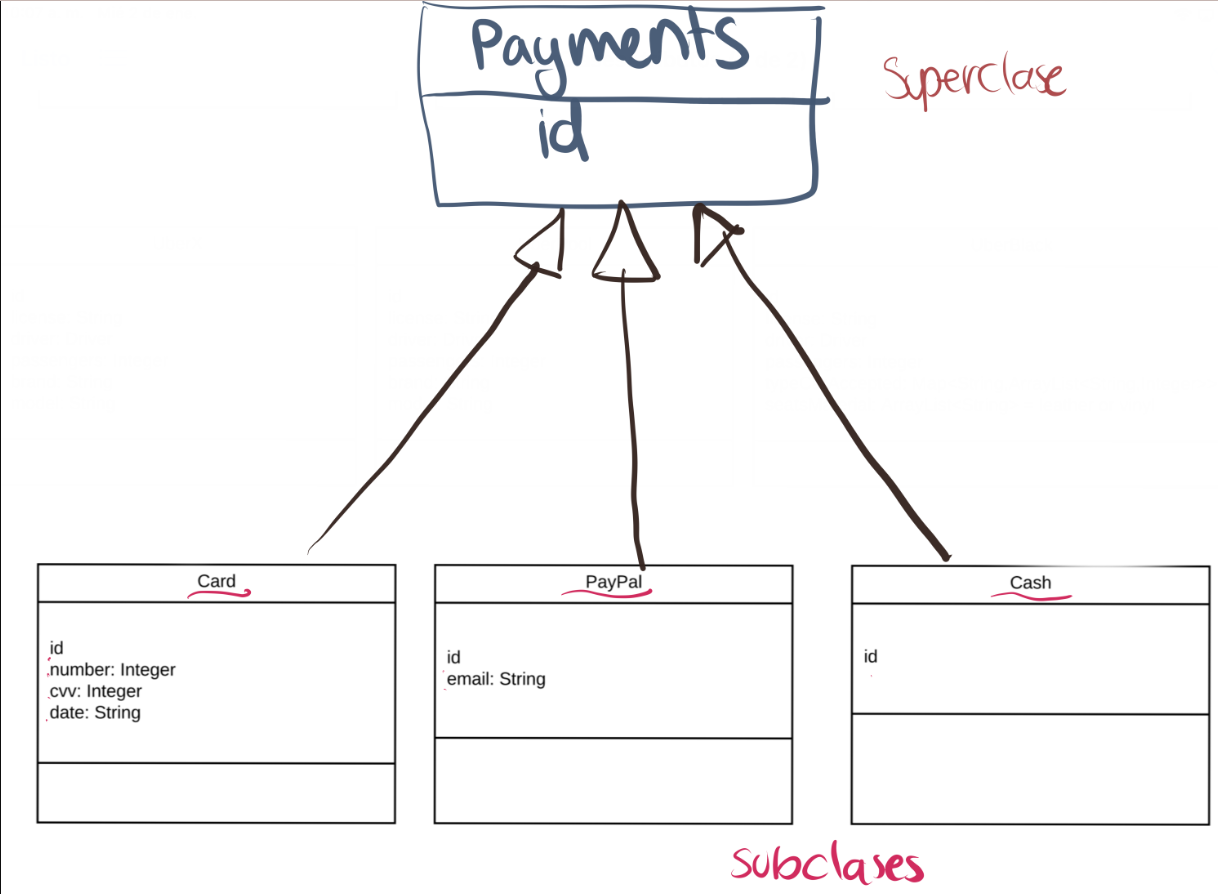 Payments
Superclase
id
Card
id
number: Integer
cvv: Integer
date: String
PayPal
id
email: String
Cash
id
Subclases